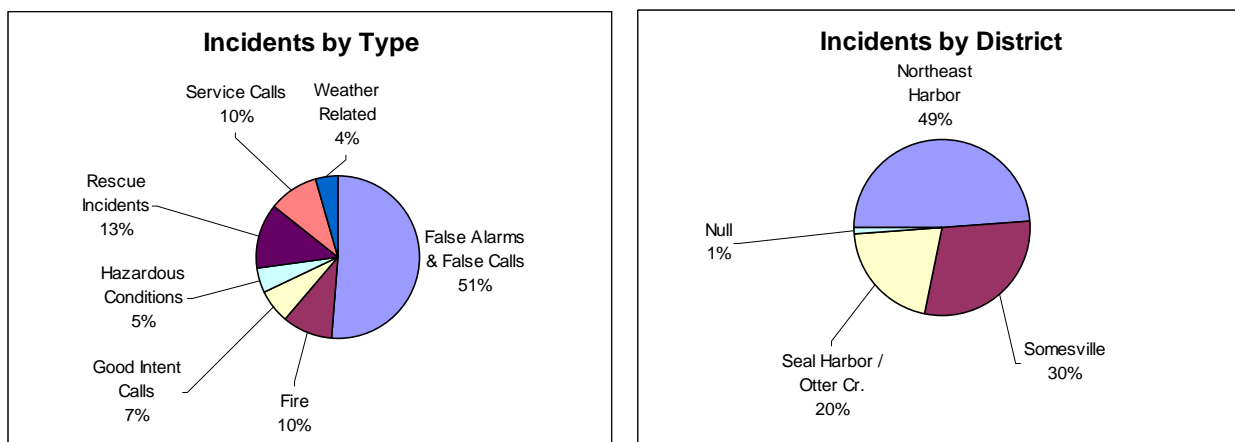 Incidents by Type
Service Calls
10%
Weather
Related
4%
Rescue
Incidents
13%
False Alarms
& False Calls
51%
Hazardous
Conditions
5%
Good Intent
Calls
7%
Fire
10%
Incidents by District
Northeast
Harbor
49%
Null
1%
Seal Harbor /
Otter Cr.
20%
Somesville
30%